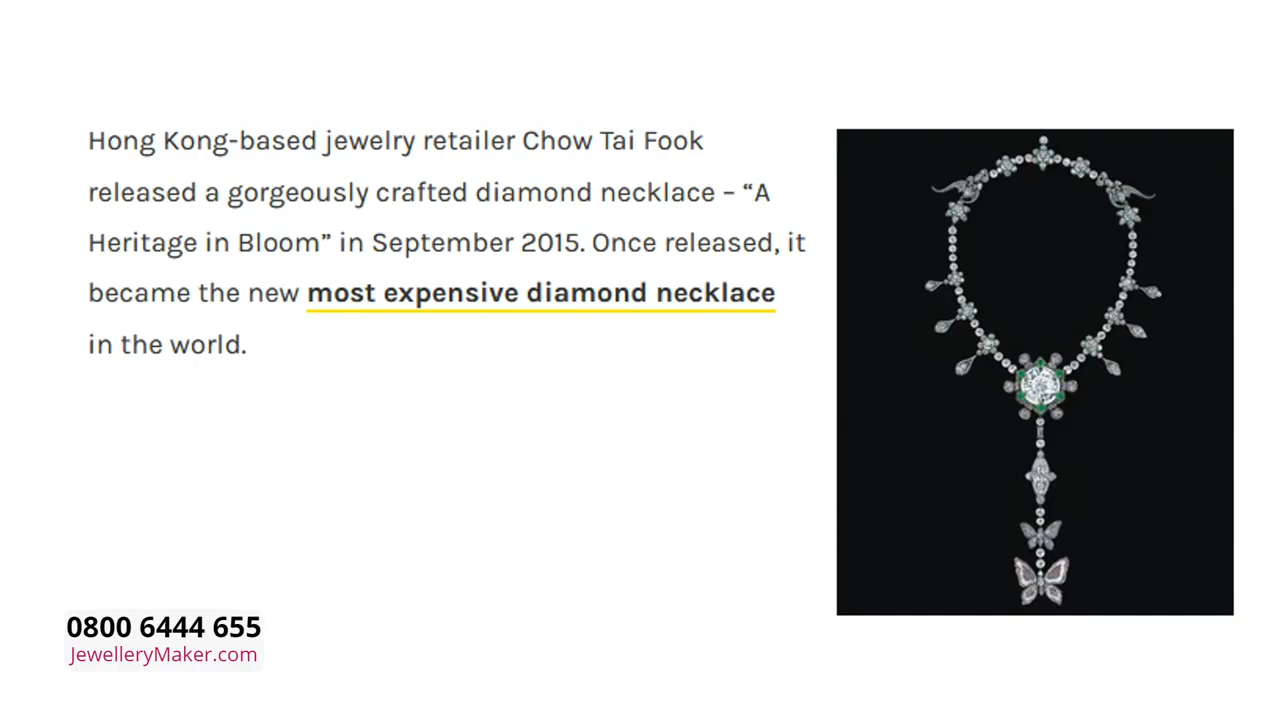 Hong Kong-based jewelry retailer Chow Tai Fook
released a gorgeously crafted diamond necklace – “A
Heritage in Bloom” in September 2015. Once released, it
became the new most expensive diamond necklace
in the world.
0800 6444 655
JewelleryMaker.com